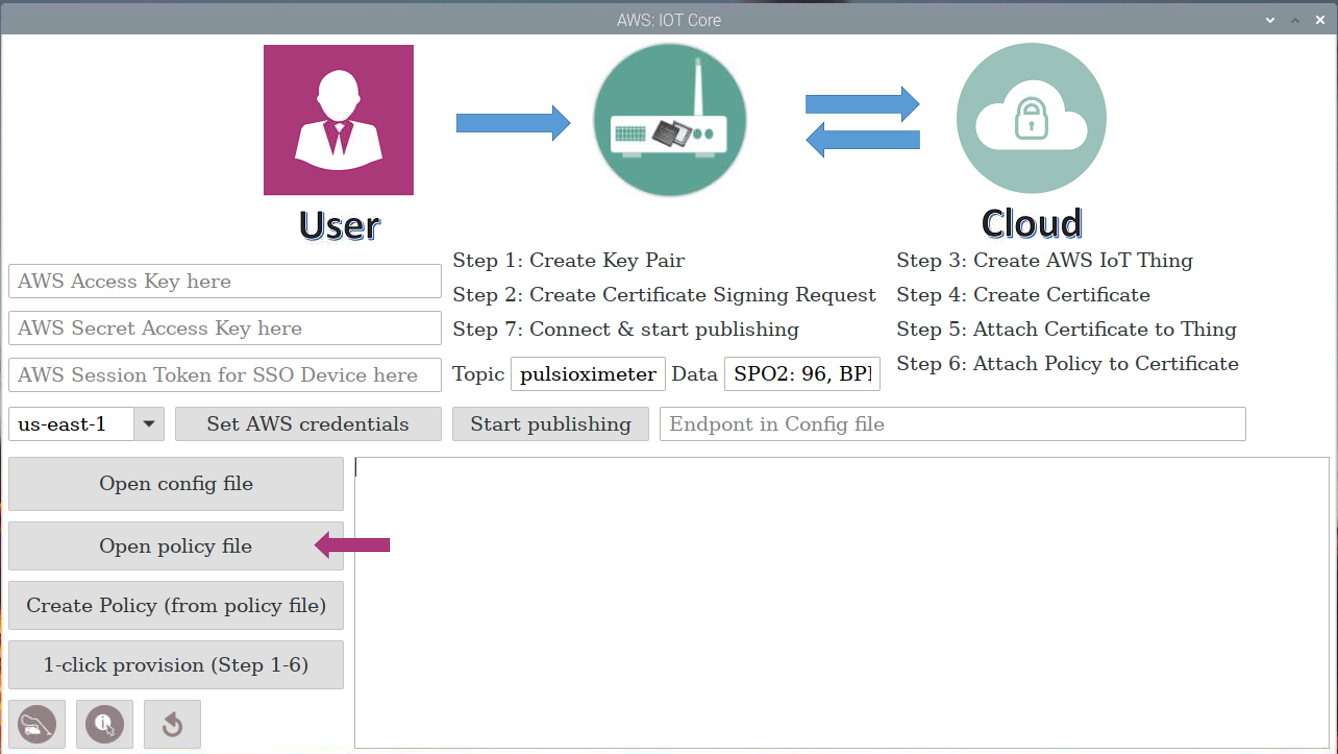 AWS: IOT Core
User
Cloud
AWS Access Key here
AWS Secret Access Key here
AWS Session Token for SSO Device here
Step 1: Create Key Pair
Step 2: Create Certificate Signing Request
Step 7: Connect & start publishing
Step 3: Create AWS IoT Thing
Step 4: Create Certificate
Step 5: Attach Certificate to Thing
Step 6: Attach Policy to Certificate
Topic pulsioximeter Data SPO2: 96,
us-east-1 Set AWS credentials Start publishing Endpont in Config file
Open config file
Open policy file
Create Policy (from policy file)
1-click provision (Step 1-6)